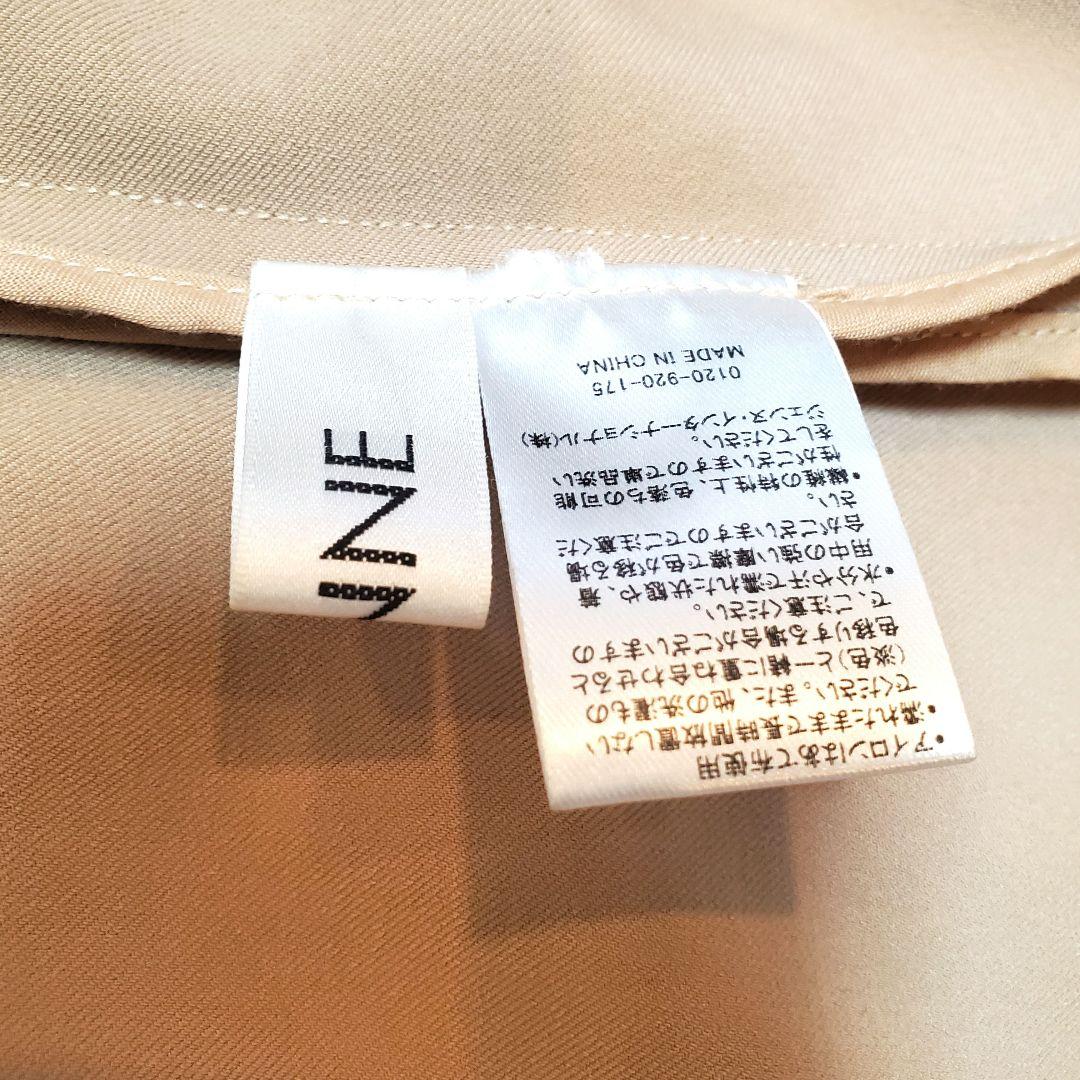 NNE
・アイロンはあて布使用
・濡れたままで長時間放置しない
でください。また、他の洗濯もの
(淡色)と一緒に重ね合わせると
色移りする場合がございますの
で、ご注意ください。
・水分や汗で濡れた状態や、着
用中の強い摩擦で色が移る場
合がございますのでご注意くだ
さい。
・繊維の特性上、色落ちの可能
性がございますので単品洗い
をしてください。
ジェンヌ・インターナショナル(株)
0120-920-175
MADE IN CHINA